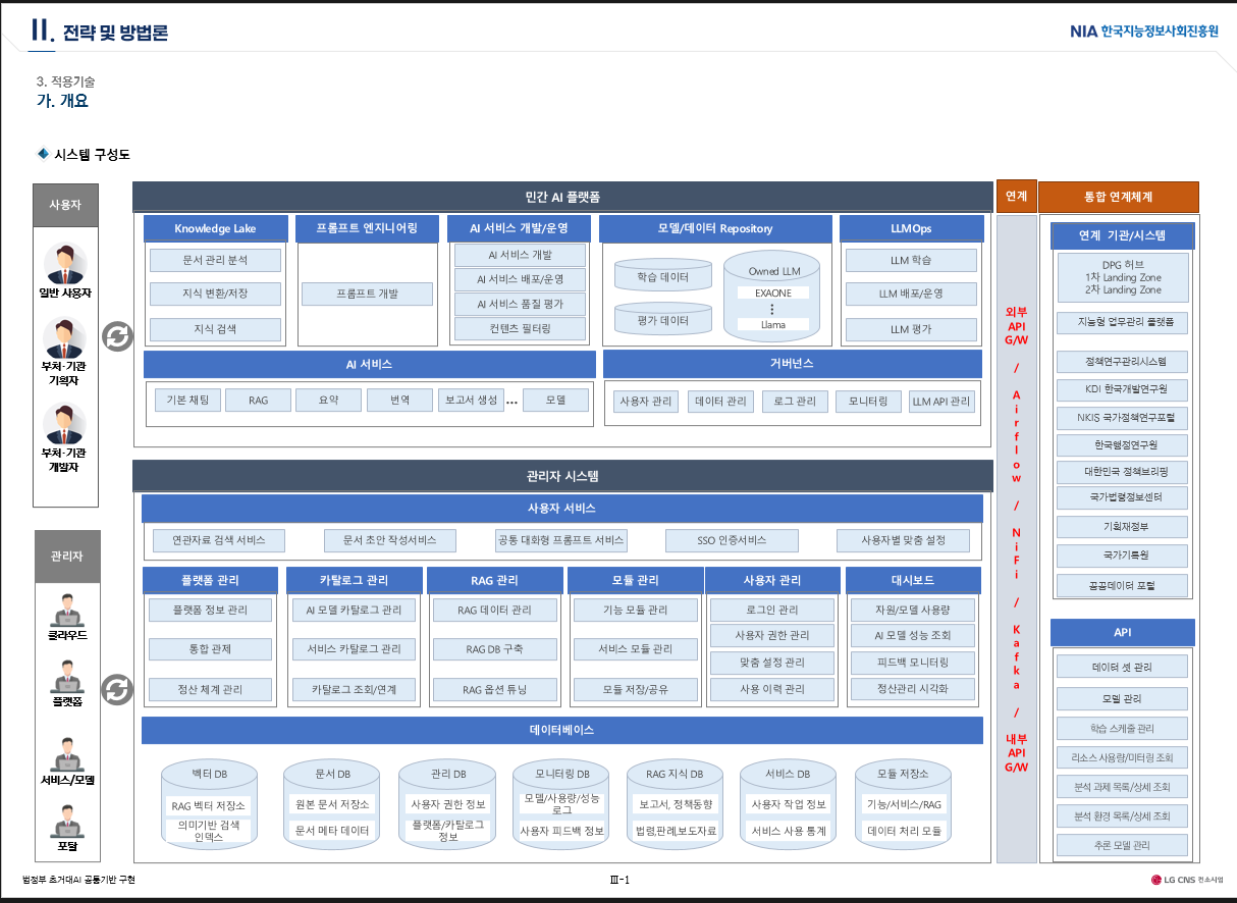 II. 전략 및 방법론
NIA 한국지능정보사회진흥원
3. 적용기술
가. 개요
시스템 구성도
사용자
일반 사용자
부처·기관
기획자
부처·기관
개발자
관리자
클라우드
플랫폼
서비스/모델
포탈
민간 AI 플랫폼
Knowledge Lake
문서 관리 분석
지식 변환/저장
지식 검색
프롬프트 엔지니어링
프롬프트 개발
AI 서비스 개발/운영
AI 서비스 개발
AI 서비스 배포/운영
AI 서비스 품질 평가
컨텐츠 필터링
모델/데이터 Repository
학습 데이터
평가 데이터
Owned LLM
EXAONE
⋮
Llama
LLMOps
LLM 학습
LLM 배포/운영
LLM 평가
AI 서비스
기본 채팅
RAG
요약
번역
보고서 생성
...
모델
거버넌스
사용자 관리
데이터 관리
로그 관리
모니터링
LLM API 관리
관리자 시스템
사용자 서비스
연관자료 검색 서비스
문서 초안 작성서비스
공통 대화형 프롬프트 서비스
SSO 인증서비스
사용자별 맞춤 설정
플랫폼 관리
플랫폼 정보 관리
통합 관제
정산 체계 관리
카탈로그 관리
AI 모델 카탈로그 관리
서비스 카탈로그 관리
카탈로그 조회/연계
RAG 관리
RAG 데이터 관리
RAG DB 구축
RAG 옵션 튜닝
모듈 관리
기능 모듈 관리
서비스 모듈 관리
모듈 저장/공유
사용자 관리
로그인 관리
사용자 권한 관리
맞춤 설정 관리
사용 이력 관리
대시보드
자원/모델 사용량
AI 모델 성능 조회
피드백 모니터링
정산관리 시각화
데이터베이스
벡터 DB
RAG 벡터 저장소
의미기반 검색
인덱스
문서 DB
원본 문서 저장소
문서 메타 데이터
관리 DB
사용자 권한 정보
플랫폼/카탈로그
정보
모니터링 DB
모델/사용량/성능
로그
사용자 피드백 정보
RAG 지식 DB
보고서, 정책동향
법령,판례,보도자료
서비스 DB
사용자 작업 정보
서비스 사용 통계
모듈 저장소
기능/서비스/RAG
데이터 처리 모듈
연계
외부
API
G/W
/
Airflow
/
NiFi
/
Kafka
/
내부
API
G/W
통합 연계체계
연계 기관/시스템
DPG 허브
1차 Landing Zone
2차 Landing Zone
지능형 업무관리 플랫폼
정책연구관리시스템
KDI 한국개발연구원
NKIS 국가정책연구포털
한국행정연구원
대한민국 정책브리핑
국가법령정보센터
기획재정부
국가기록원
공공데이터 포털
API
데이터 셋 관리
모델 관리
학습 스케줄 관리
리소스 사용량/미터링 조회
분석 과제 목록/상세 조회
분석 환경 목록/상세 조회
추론 모델 관리
범정부 초거대AI 공통기반 구현
Ⅲ-1
LG CNS 컨소시엄